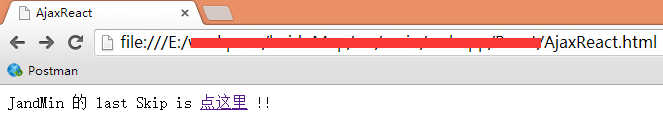 AjaxReact
file:///E:/ /AjaxReact.html
Postman
JandMin 的 last Skip is 点这里 !!